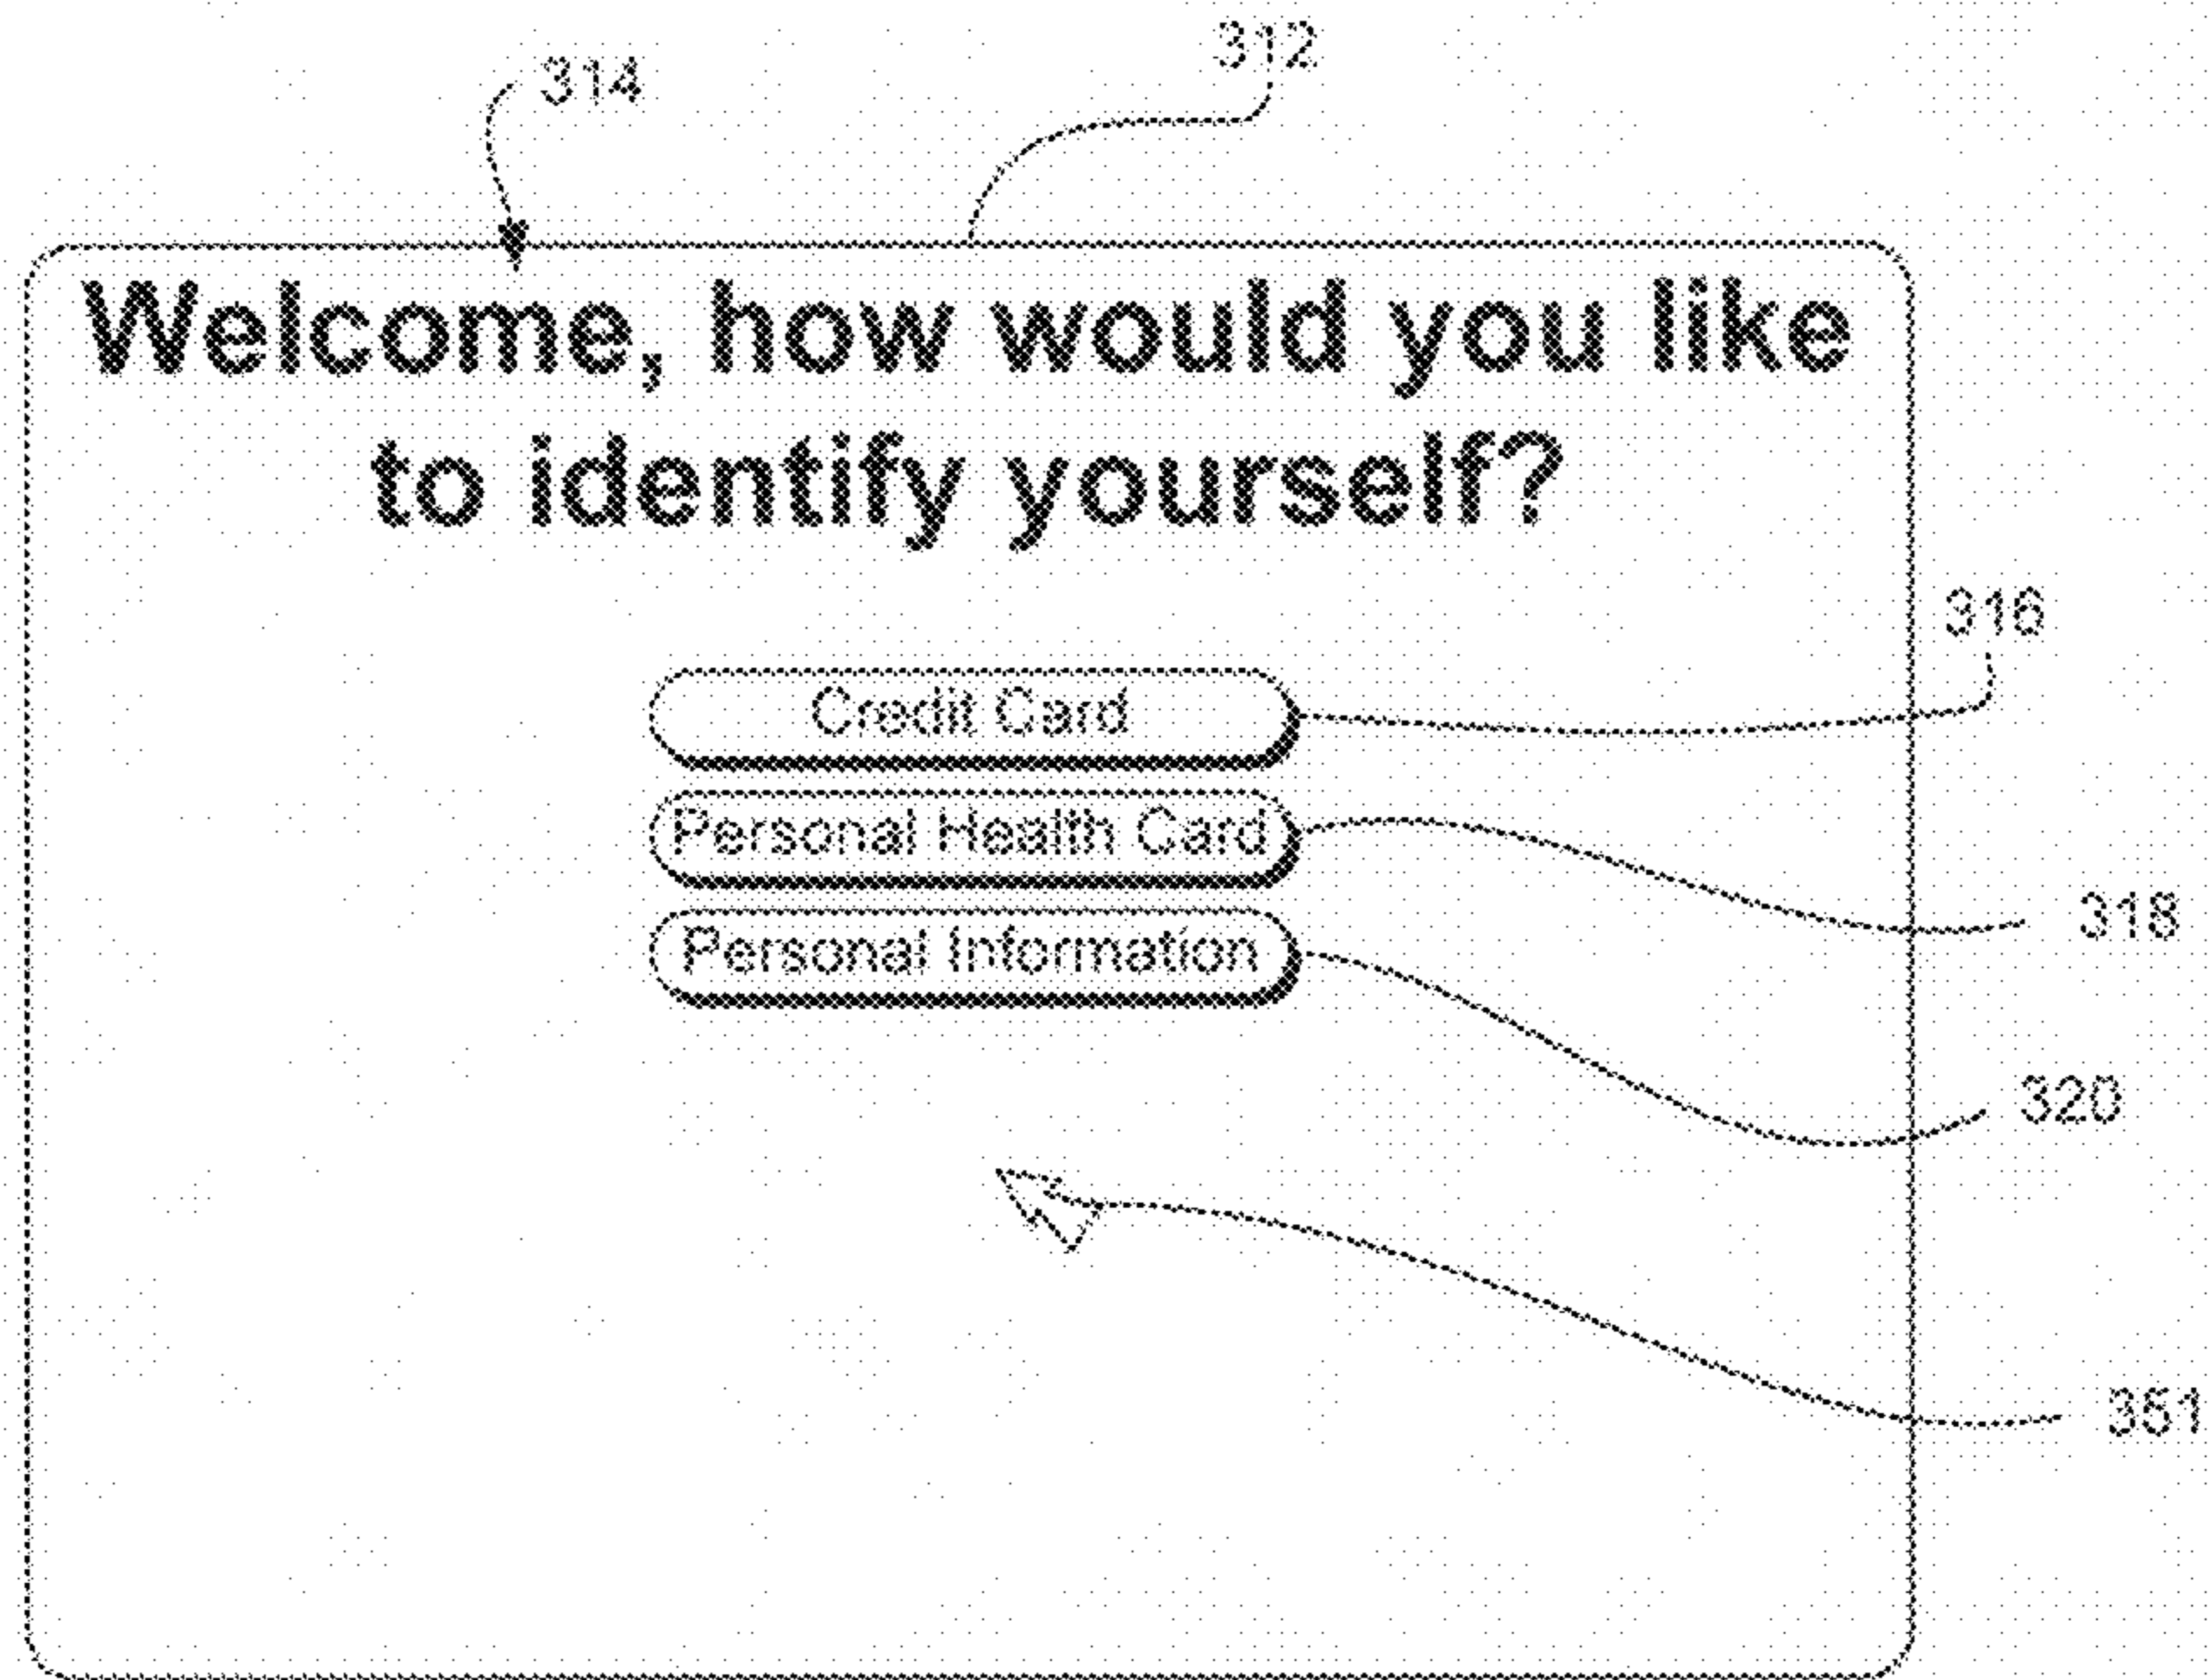 312
314
Welcome, how would you like
to identify yourself?
316
Credit Card
Personal Health Card
318
Personal Information
320
351